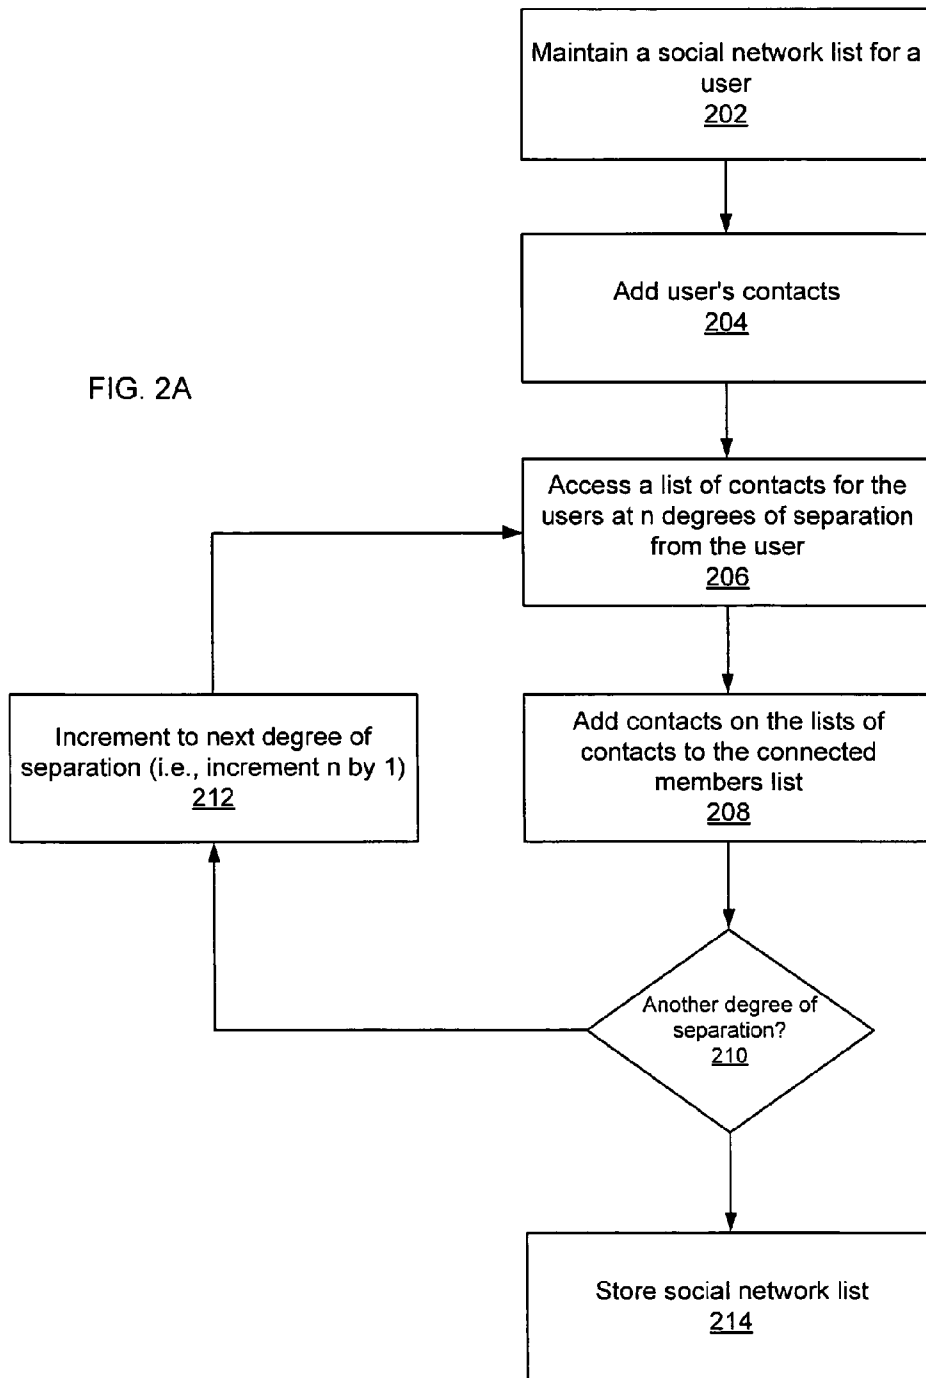 Maintain a social network list for a
user
202
Add user's contacts
204
FIG. 2A
Access a list of contacts for the
users at n degrees of separation
from the user
206
Increment to next degree of
separation (i.e., increment n by 1)
212
Add contacts on the lists of
contacts to the connected
members list
208
Another degree of
separation?
210
Store social network list
214